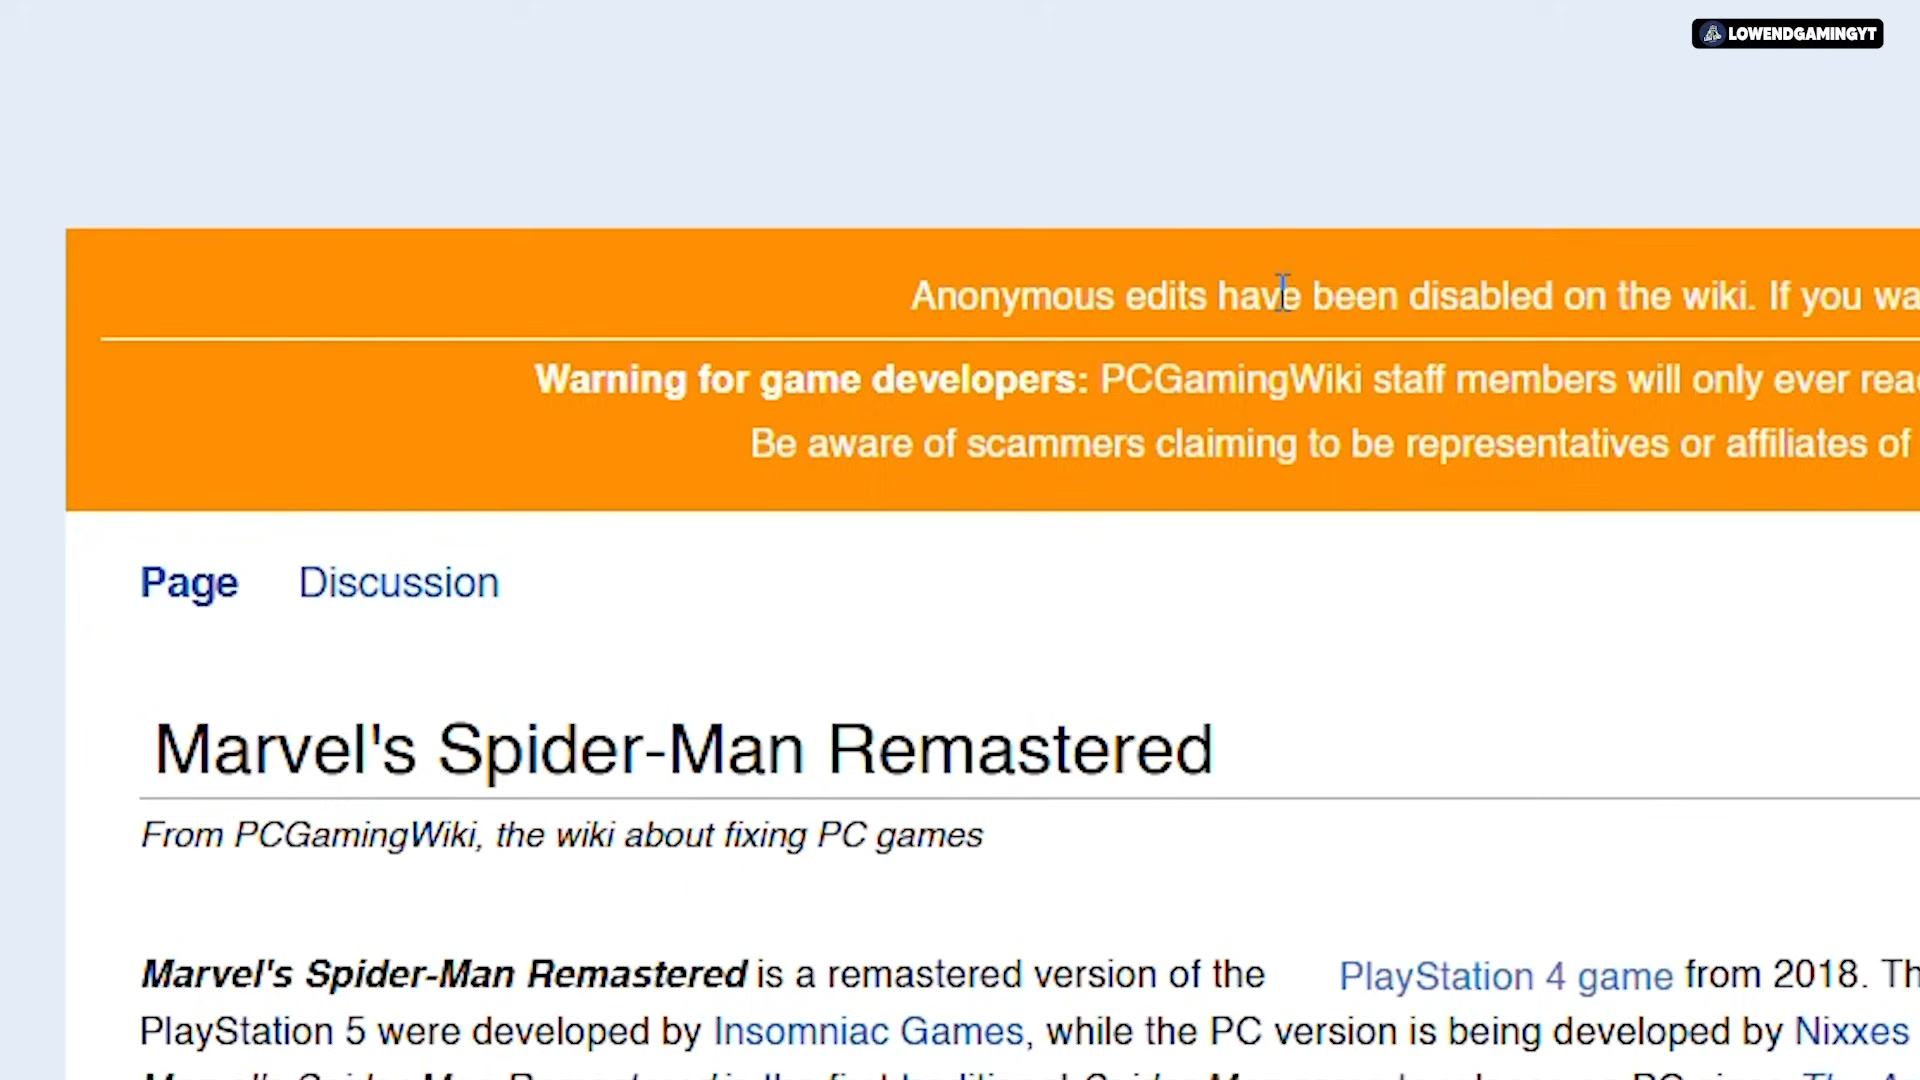 LOWENDGAMINGYT
Anonymous edits have been disabled on the wiki. If you wa
Warning for game developers: PCGamingWiki staff members will only ever rea
Be aware of scammers claiming to be representatives or affiliates of
Page Discussion
Marvel's Spider-Man Remastered
From PCGamingWiki, the wiki about fixing PC games
Marvel's Spider-Man Remastered is a remastered version of the PlayStation 4 game from 2018. Th
PlayStation 5 were developed by Insomniac Games, while the PC version is being developed by Nixxes